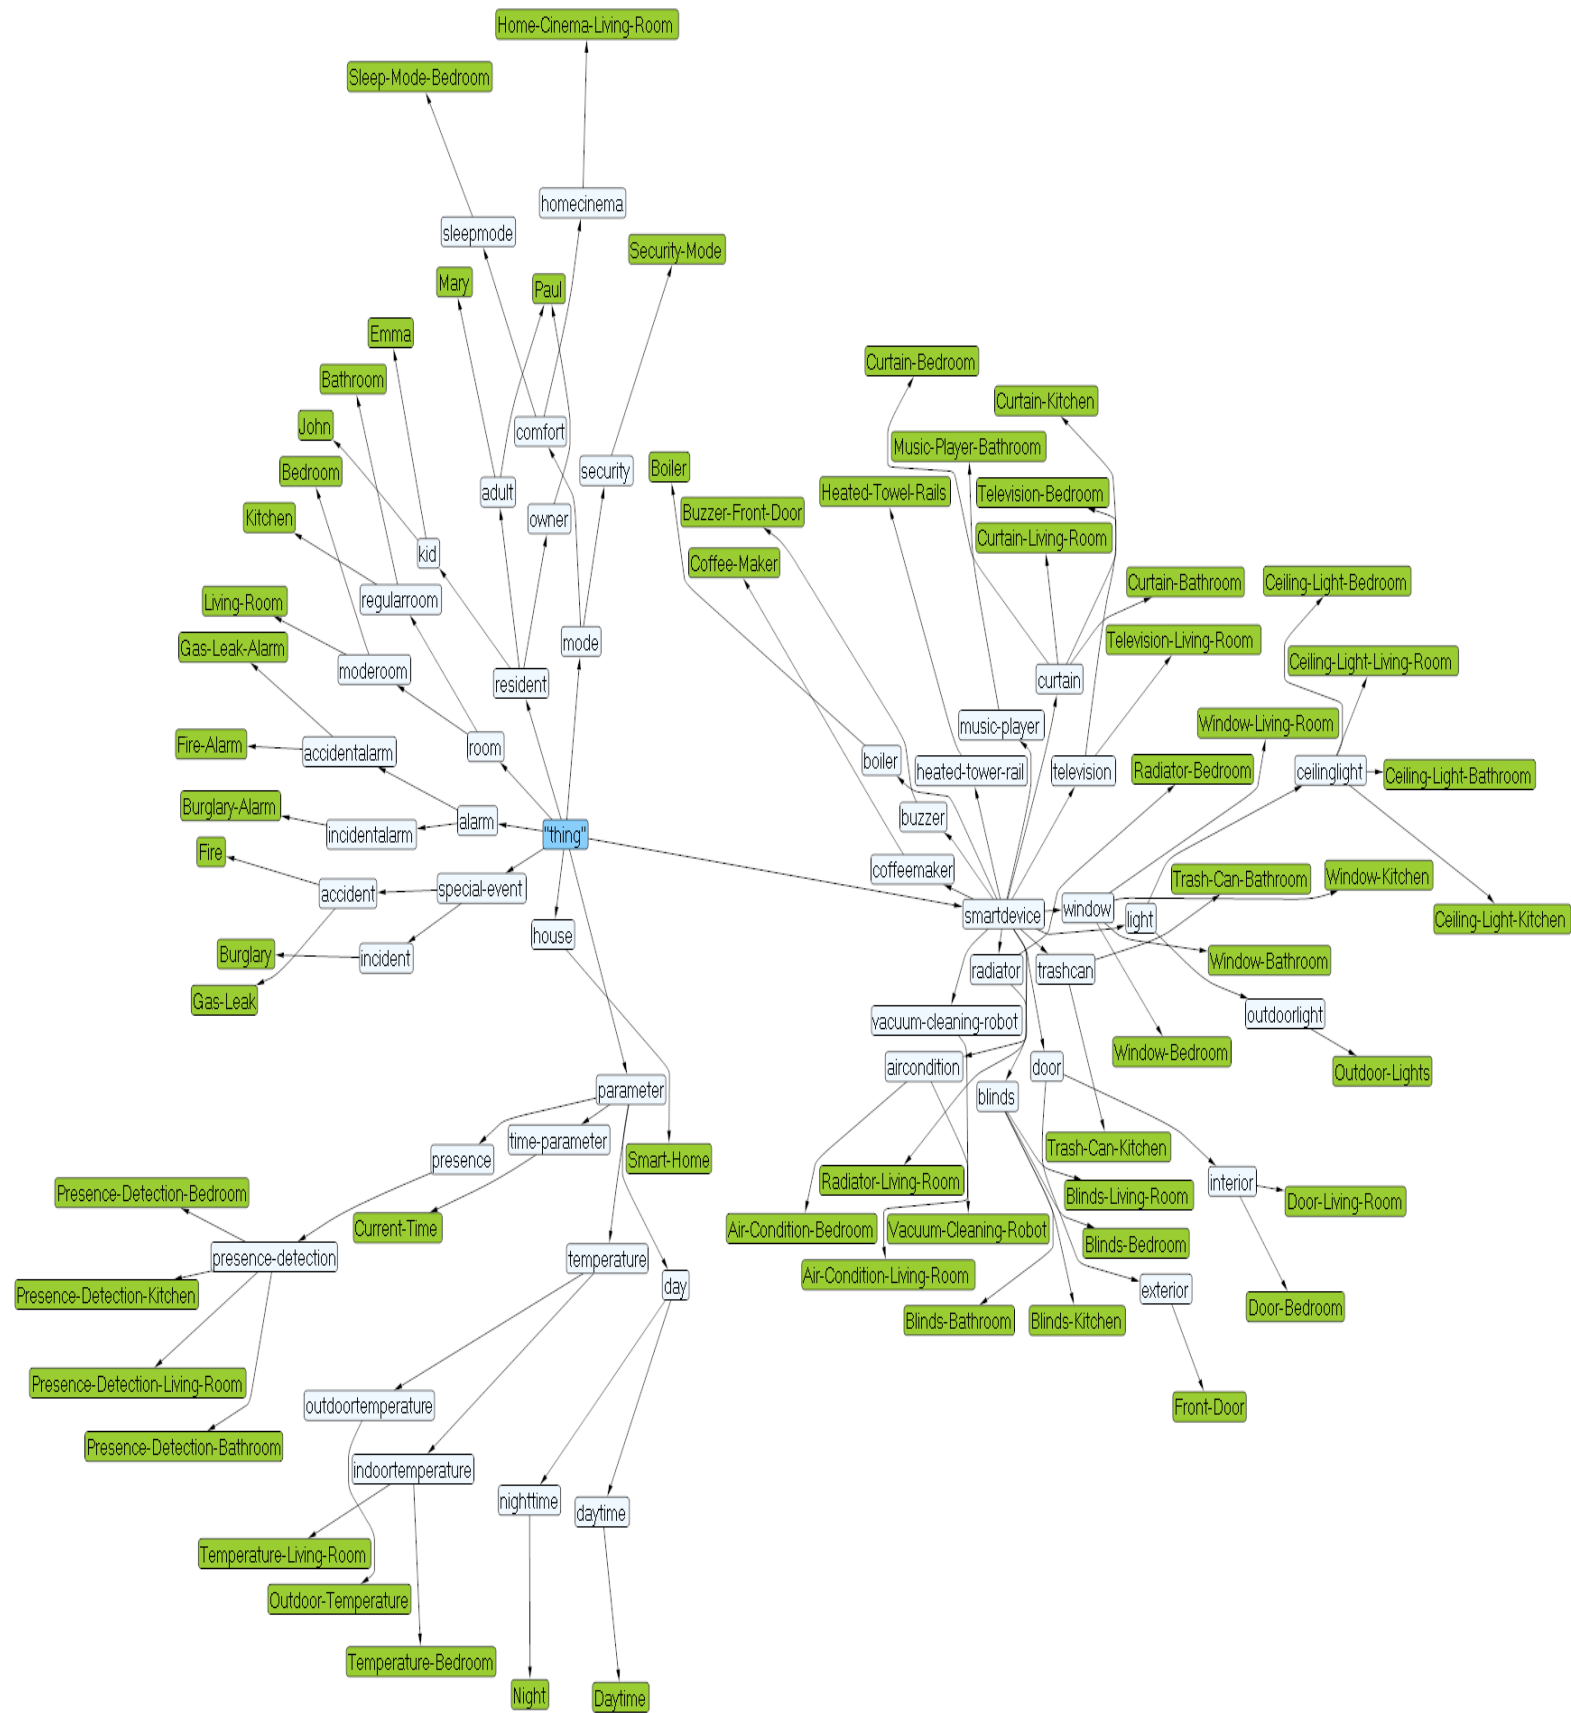 Home-Cinema-Living-Room
Sleep-Mode-Bedroom
homecinema
sleepmode
Security-Mode
Mary
Paul
Emma
Bathroom
John
Bedroom
Kitchen
comfort
security
adult
owner
kid
regularroom
Living-Room
Gas-Leak-Alarm
moderoom
resident
mode
Fire-Alarm
accidentalarm
room
Burglary-Alarm
incidentalarm
alarm
"thing"
Fire
accident
special-event
house
Burglary
incident
Gas-Leak
Curtain-Bedroom
Curtain-Kitchen
Music-Player-Bathroom
Boiler
Heated-Towel-Rails
Television-Bedroom
Buzzer-Front-Door
Curtain-Living-Room
Coffee-Maker
Curtain-Bathroom
Ceiling-Light-Bedroom
Television-Living-Room
Ceiling-Light-Living-Room
curtain
music-player
Window-Living-Room
boiler
heated-tower-rail
television
Radiator-Bedroom
ceilinglight
Ceiling-Light-Bathroom
buzzer
coffeemaker
Trash-Can-Bathroom
Window-Kitchen
smartdevice
window
light
Ceiling-Light-Kitchen
radiator
trashcan
Window-Bathroom
vacuum-cleaning-robot
outdoorlight
aircondition
door
Window-Bedroom
Outdoor-Lights
blinds
Trash-Can-Kitchen
Radiator-Living-Room
Blinds-Living-Room
interior
Door-Living-Room
Air-Condition-Bedroom
Vacuum-Cleaning-Robot
Blinds-Bedroom
Air-Condition-Living-Room
exterior
Door-Bedroom
Blinds-Bathroom
Blinds-Kitchen
Front-Door
parameter
time-parameter
presence
Smart-Home
Presence-Detection-Bedroom
Current-Time
presence-detection
temperature
day
Presence-Detection-Kitchen
Presence-Detection-Living-Room
outdoortemperature
Presence-Detection-Bathroom
indoortemperature
nighttime
daytime
Temperature-Living-Room
Outdoor-Temperature
Temperature-Bedroom
Night
Daytime